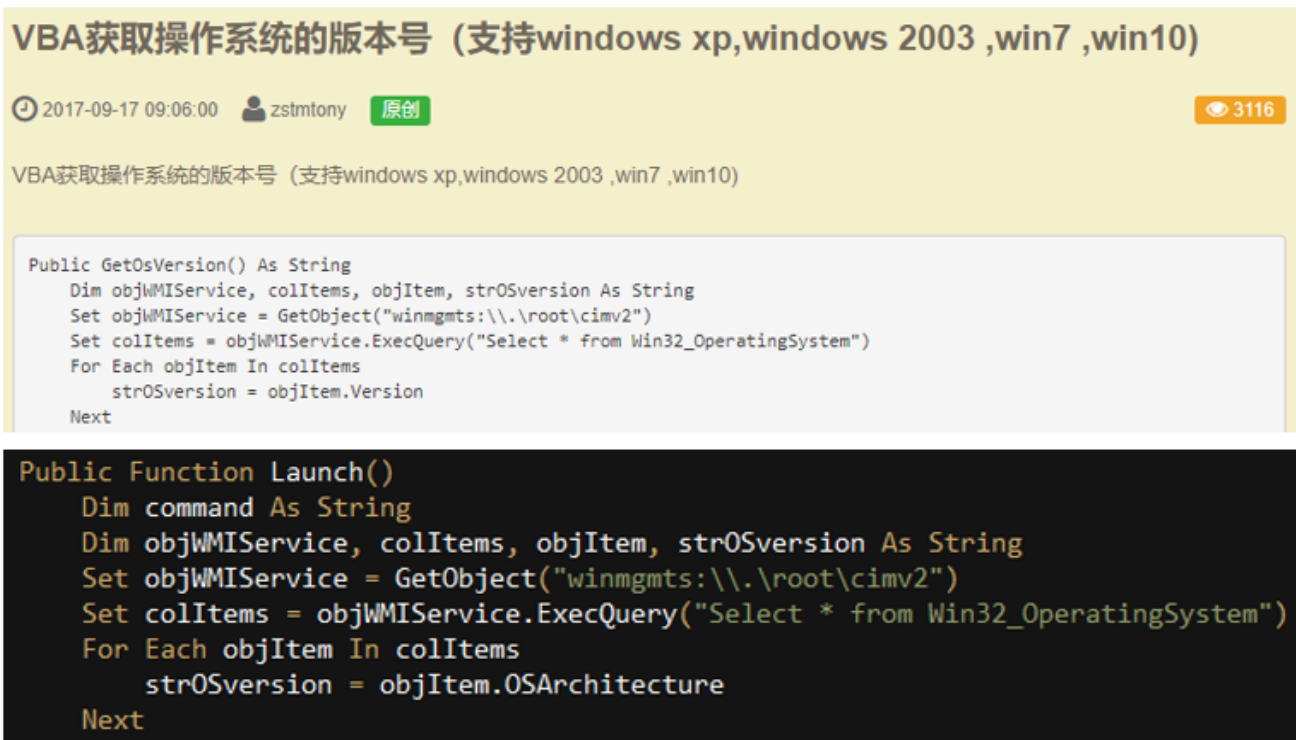 VBA获取操作系统的版本号（支持windows xp,windows 2003 ,win7 ,win10)
2017-09-17 09:06:00 zstmtony 原创 3116
VBA获取操作系统的版本号（支持windows xp,windows 2003 ,win7 ,win10)
Public GetOsVersion() As String
    Dim objWMIService, colItems, objItem, strOSversion As String
    Set objWMIService = GetObject("winmgmts:\\.\root\cimv2")
    Set colItems = objWMIService.ExecQuery("Select * from Win32_OperatingSystem")
    For Each objItem In colItems
        strOSversion = objItem.Version
    Next
Public Function Launch()
    Dim command As String
    Dim objWMIService, colItems, objItem, strOSversion As String
    Set objWMIService = GetObject("winmgmts:\\.\root\cimv2")
    Set colItems = objWMIService.ExecQuery("Select * from Win32_OperatingSystem")
    For Each objItem In colItems
        strOSversion = objItem.OSArchitecture
    Next